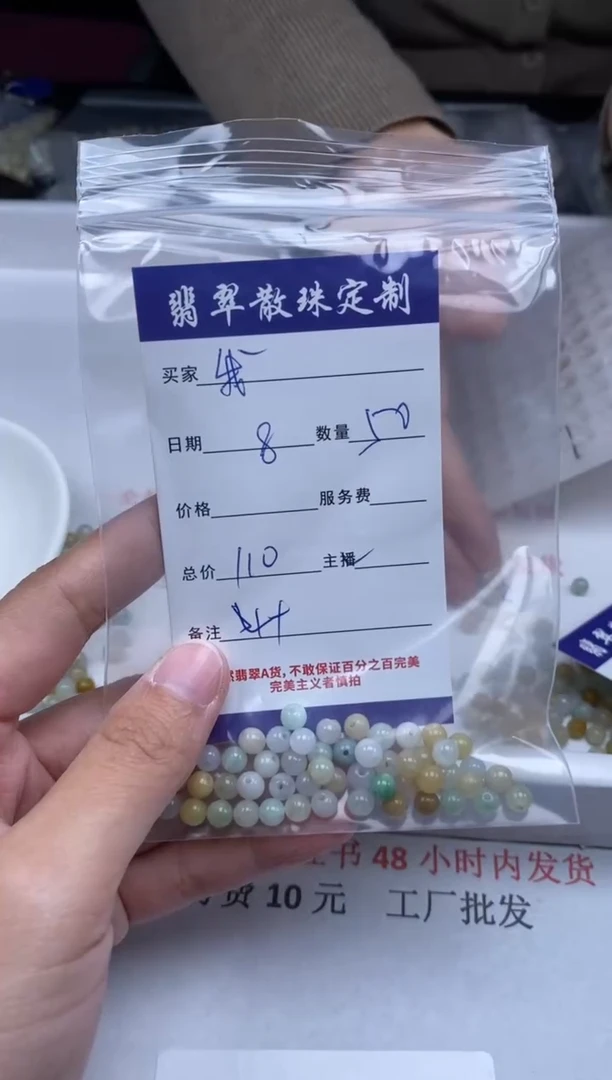 翡翠散珠定制
买家
日期 8 数量 50
价格 服务费
总价 110 主播
备注
翡翠A货,不敢保证百分之百完美
完美主义者慎拍
书 48 小时内发货
费 10 元 工厂批发